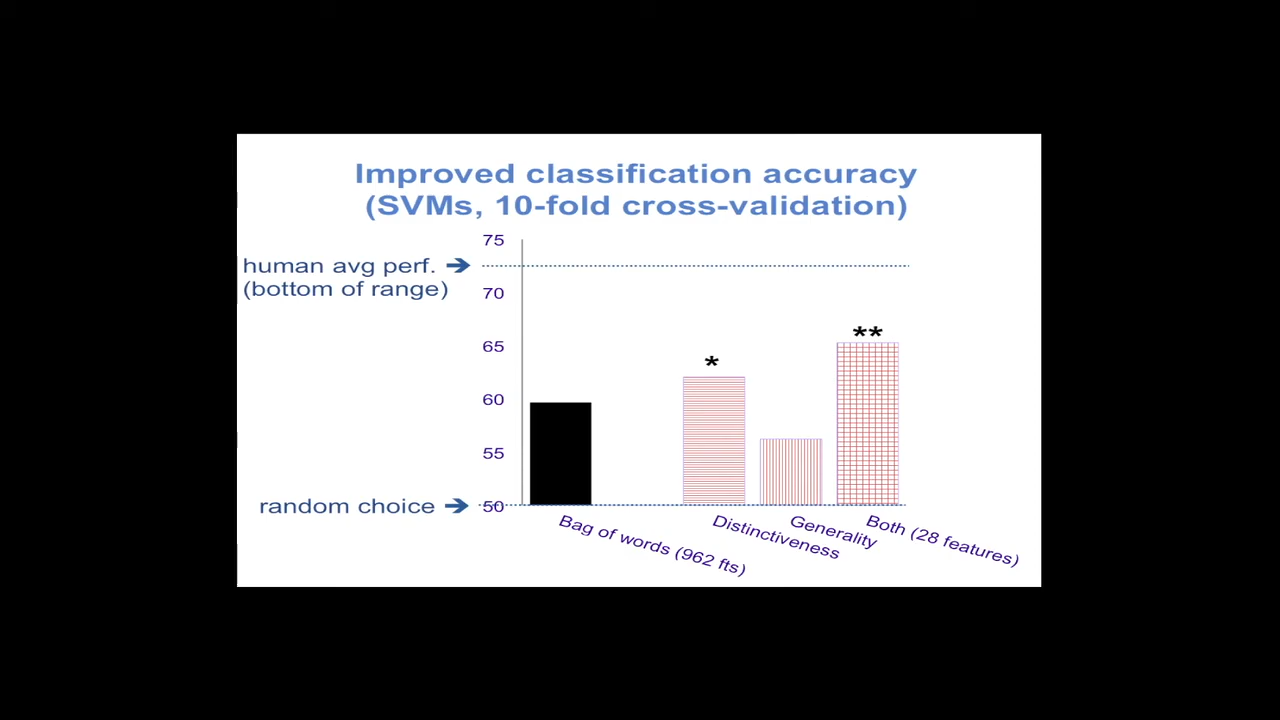 Improved classification accuracy
(SVMs, 10-fold cross-validation)
75
human avg perf. ➔
(bottom of range)
70
**
65
*
60
55
random choice ➔
50
Bag of words (962 fts)
Distinctiveness
Generality
Both (28 features)